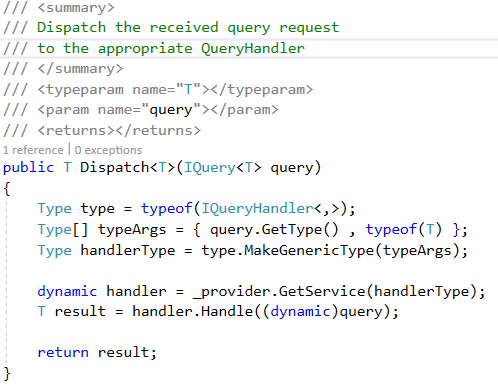 /// <summary>
/// Dispatch the received query request
/// to the appropriate QueryHandler
/// </summary>
/// <typeparam name="T"></typeparam>
/// <param name="query"></param>
/// <returns></returns>
1 reference | 0 exceptions
public T Dispatch<T>(IQuery<T> query)
{
    Type type = typeof(IQueryHandler<,>);
    Type[] typeArgs = { query.GetType() , typeof(T) };
    Type handlerType = type.MakeGenericType(typeArgs);

    dynamic handler = _provider.GetService(handlerType);
    T result = handler.Handle((dynamic)query);

    return result;
}